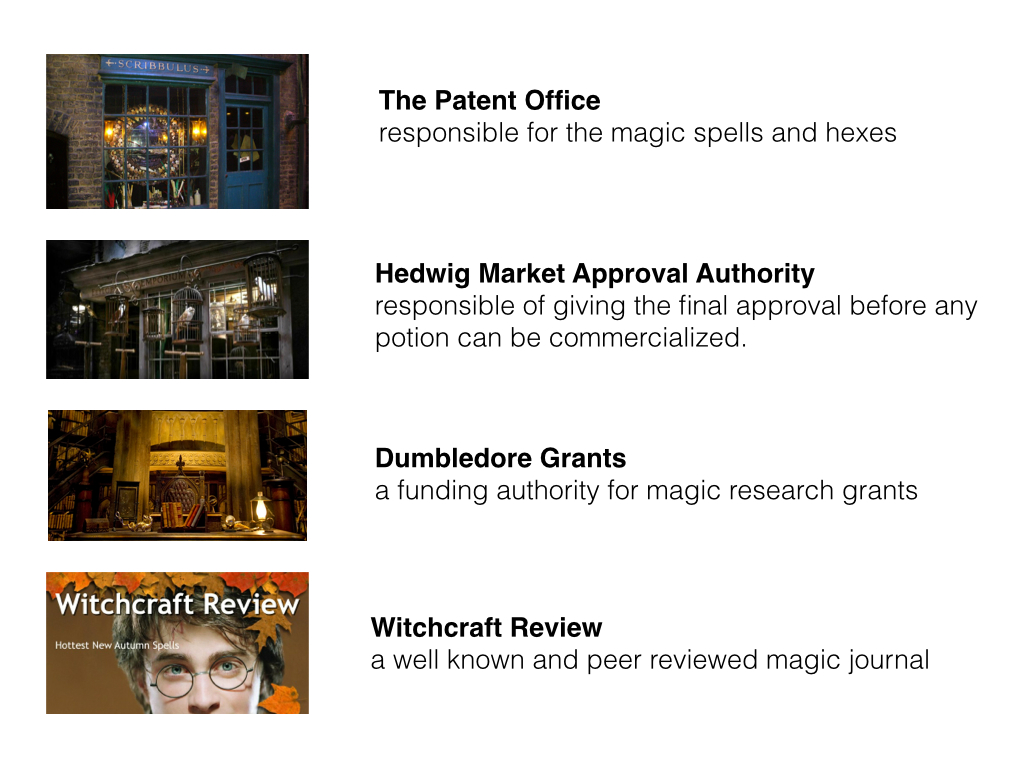 SCRIBBULUS
The Patent Office
responsible for the magic spells and hexes
Hedwig Market Approval Authority
responsible of giving the final approval before any
potion can be commercialized.
Dumbledore Grants
a funding authority for magic research grants
Witchcraft Review
Hottest New Autumn Spells
Witchcraft Review
a well known and peer reviewed magic journal